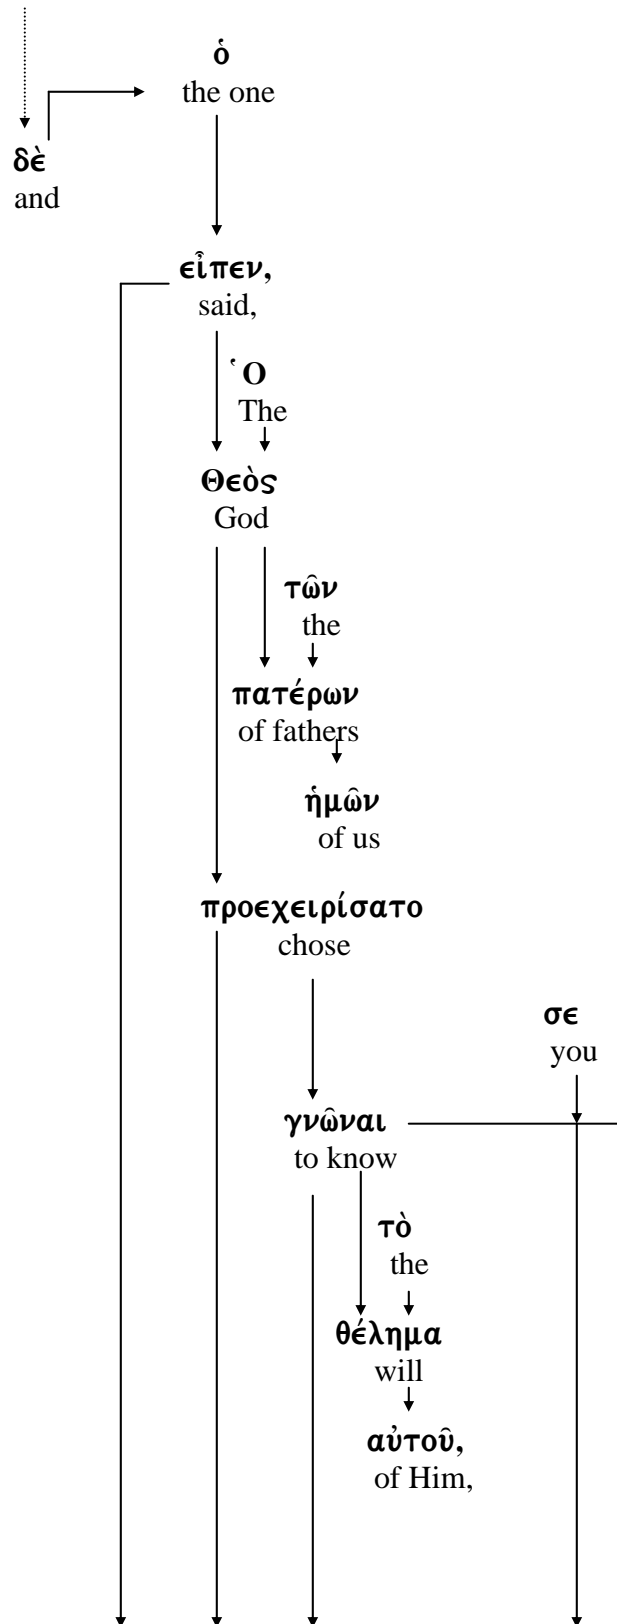 ὁ
the one
δὲ
and
εἶπεν,
said,
Ὁ
The
Θεὸς
God
τῶν
the
πατέρων
of fathers
ἡμῶν
of us
προεχειρίσατο
chose
σε
you
γνῶναι
to know
τὸ
the
θέλημα
will
αὐτοῦ,
of Him,